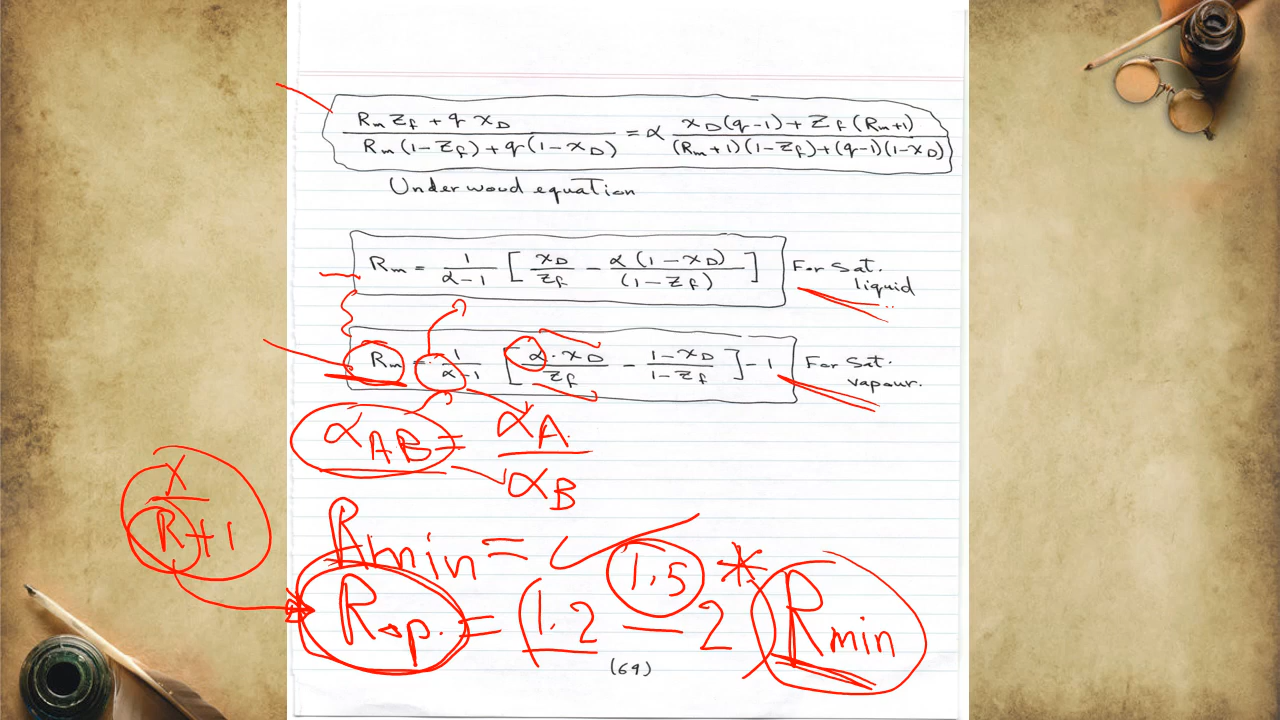 Rm Zf + q xD / Rm (1-Zf) + q (1-xD) = α xD (q-1) + Zf (Rm+1) / (Rm+1)(1-Zf) + (q-1)(1-xD)
Underwood equation
Rm = 1 / α-1 [ xD / Zf - α (1-xD) / (1-Zf) ] For Sat. liquid
Rm = 1 / α-1 [ α · xD / Zf - 1-xD / 1-Zf ] - 1 For Sat. vapour.
αAB = αA / αB
X / R+1
Rmin =
Rop. = (1.2 — 2) * Rmin
1.5
(69)